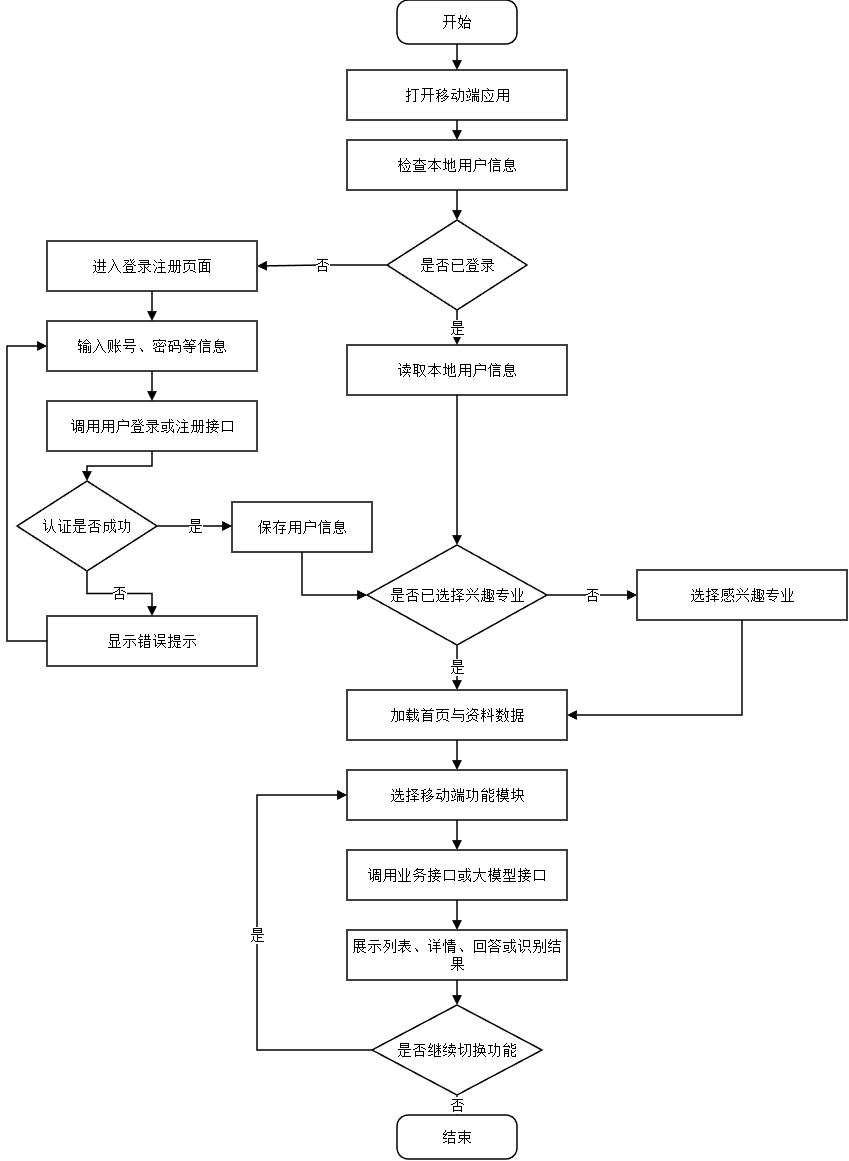 开始
打开移动端应用
检查本地用户信息
是否已登录
否
进入登录注册页面
是
输入账号、密码等信息
读取本地用户信息
调用用户登录或注册接口
认证是否成功
是
保存用户信息
否
显示错误提示
是否已选择兴趣专业
否
选择感兴趣专业
是
加载首页与资料数据
选择移动端功能模块
调用业务接口或大模型接口
是
展示列表、详情、回答或识别结
果
是否继续切换功能
否
结束